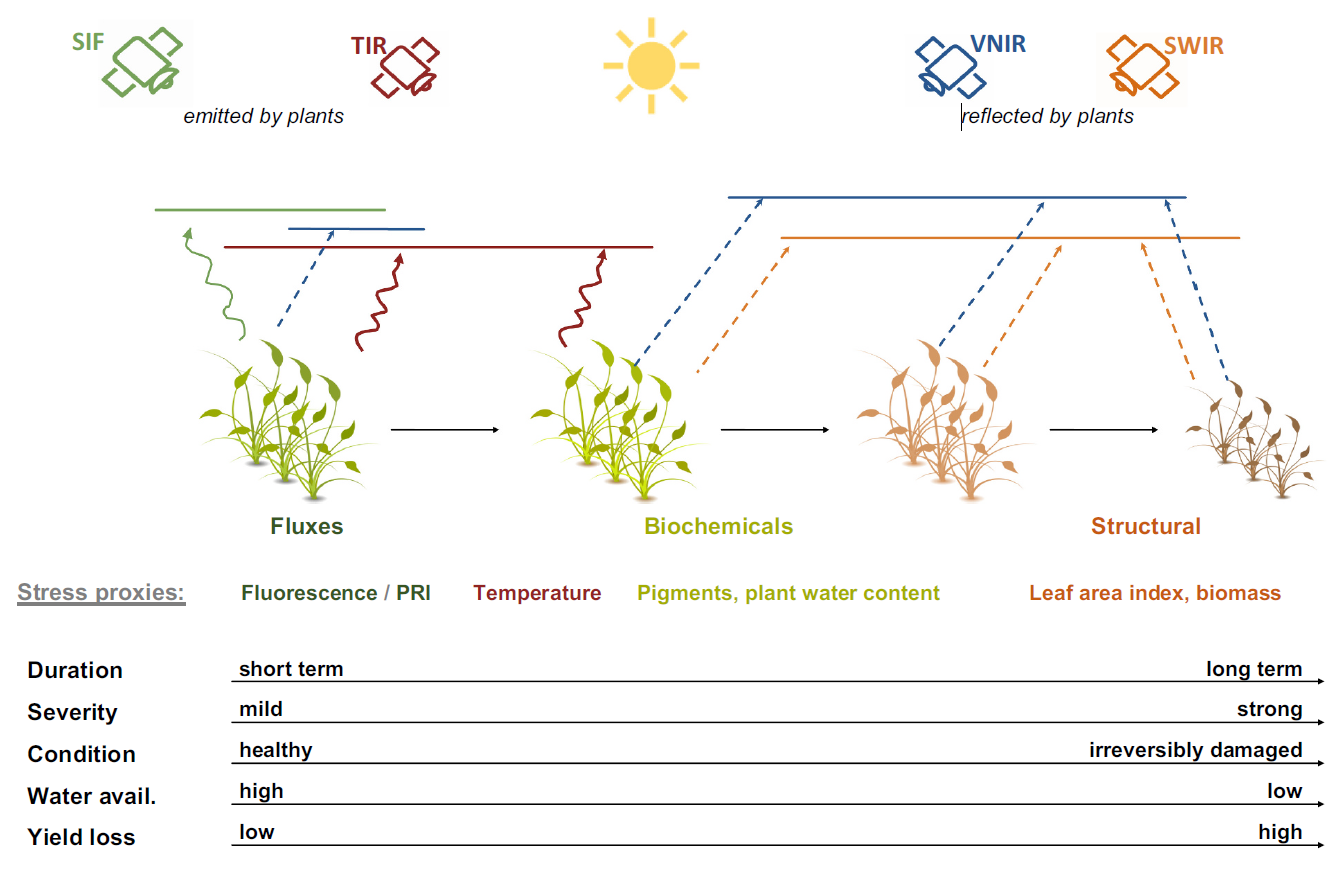 SIF
TIR
VNIR
SWIR
emitted by plants
reflected by plants
Fluxes
Biochemicals
Structural
Stress proxies:
Fluorescence / PRI
Temperature
Pigments, plant water content
Leaf area index, biomass
Duration
short term
long term
Severity
mild
strong
Condition
healthy
irreversibly damaged
Water avail.
high
low
Yield loss
low
high